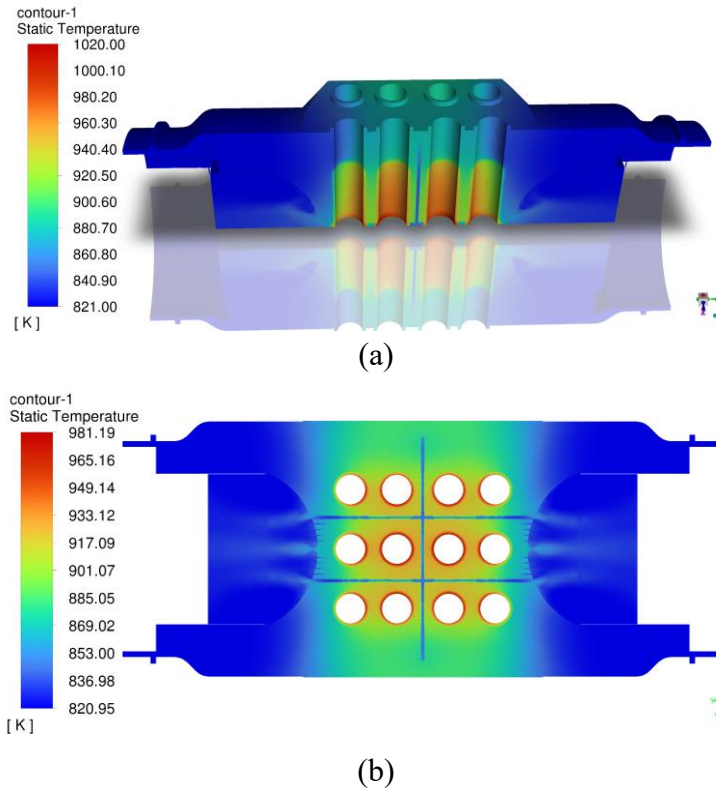 contour-1
Static Temperature
1020.00
1000.10
980.20
960.30
940.40
920.50
900.60
880.70
860.80
840.90
821.00
[ K ]
(a)
contour-1
Static Temperature
981.19
965.16
949.14
933.12
917.09
901.07
885.05
869.02
853.00
836.98
820.95
[ K ]
(b)